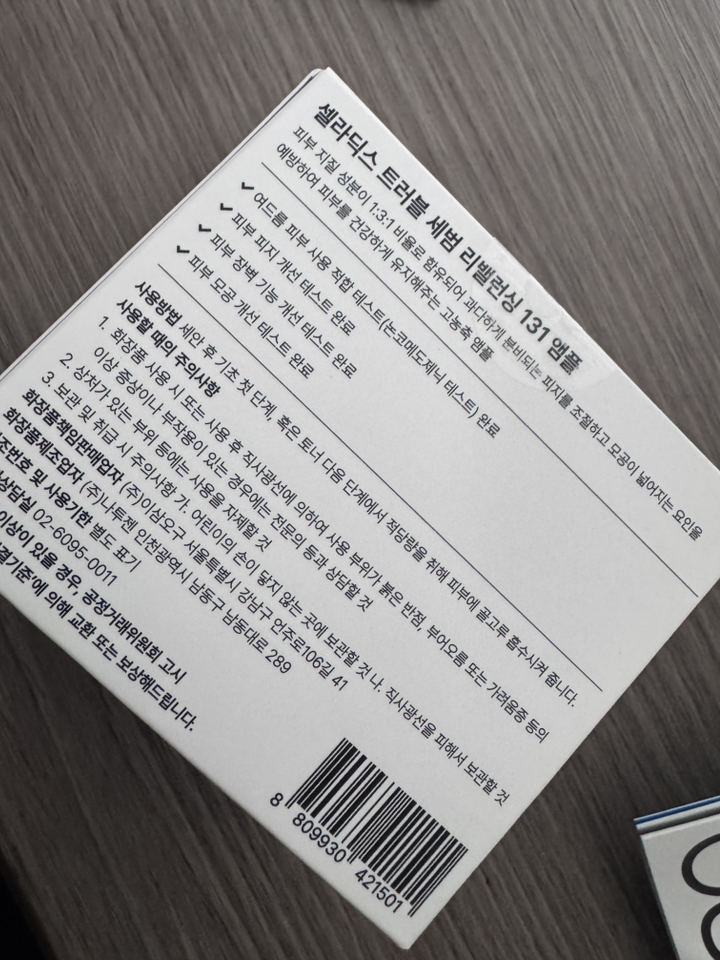 셀라딕스 트러블 세범 리밸런싱 131 앰플
피부 지질 성분이 1:3:1 비율로 함유되어 과다하게 분비되는 피지를 조절하고 모공이 넓어지는 요인을
예방하여 피부를 건강하게 유지해주는 고농축 앰플
✔ 여드름 피부 사용 적합 테스트(논코메도제닉 테스트) 완료
✔ 피부 피지 개선 테스트 완료
✔ 피부 장벽 기능 개선 테스트 완료
✔ 피부 모공 개선 테스트 완료
사용방법 세안 후 기초 첫 단계, 혹은 토너 다음 단계에서 적당량을 취해 피부에 골고루 흡수시켜 줍니다.
사용할 때의 주의사항
1. 화장품 사용 시 또는 사용 후 직사광선에 의하여 사용 부위가 붉은 반점, 부어오름 또는 가려움증 등의
이상 증상이나 부작용이 있는 경우에는 전문의 등과 상담할 것
2. 상처가 있는 부위 등에는 사용을 자제할 것
3. 보관 및 취급 시 주의사항 가. 어린이의 손이 닿지 않는 곳에 보관할 것 나. 직사광선을 피해서 보관할 것
화장품책임판매업자 (주)이삼오구 서울특별시 강남구 언주로106길 41
화장품제조업자 (주)나투젠 인천광역시 남동구 남동대로 289
조번호 및 사용기한 별도 표기
상담실 02-6095-0011
이상이 있을 경우, 공정거래위원회 고시
결기준'에 의해 교환 또는 보상해드립니다.
8 809930 421501